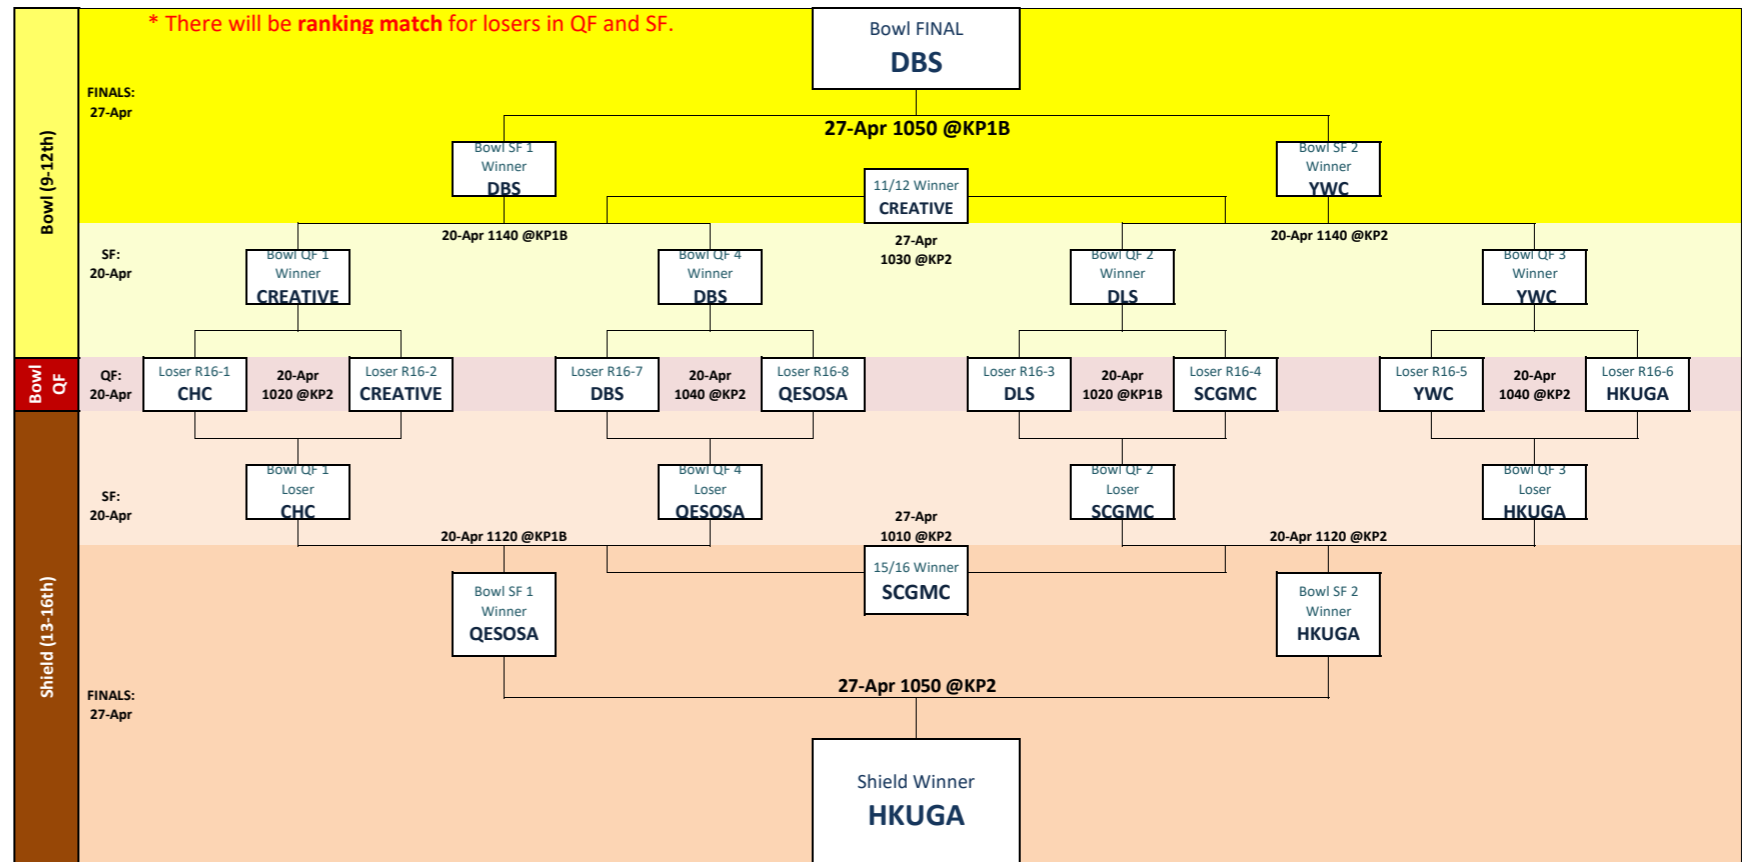 * There will be ranking match for losers in QF and SF.
Bowl FINAL
DBS
FINALS:
27-Apr
27-Apr 1050 @KP1B
Bowl (9-12th)
Bowl SF 1
Winner
DBS
Bowl SF 2
Winner
YWC
11/12 Winner
CREATIVE
20-Apr 1140 @KP1B
27-Apr
1030 @KP2
20-Apr 1140 @KP2
SF:
20-Apr
Bowl QF 1
Winner
CREATIVE
Bowl QF 4
Winner
DBS
Bowl QF 2
Winner
DLS
Bowl QF 3
Winner
YWC
Bowl
QF
QF:
20-Apr
Loser R16-1
CHC
20-Apr
1020 @KP2
Loser R16-2
CREATIVE
Loser R16-7
DBS
20-Apr
1040 @KP2
Loser R16-8
QESOSA
Loser R16-3
DLS
20-Apr
1020 @KP1B
Loser R16-4
SCGMC
Loser R16-5
YWC
20-Apr
1040 @KP2
Loser R16-6
HKUGA
SF:
20-Apr
Bowl QF 1
Loser
CHC
Bowl QF 4
Loser
QESOSA
Bowl QF 2
Loser
SCGMC
Bowl QF 3
Loser
HKUGA
20-Apr 1120 @KP1B
27-Apr
1010 @KP2
20-Apr 1120 @KP2
15/16 Winner
SCGMC
Shield (13-16th)
Bowl SF 1
Winner
QESOSA
Bowl SF 2
Winner
HKUGA
FINALS:
27-Apr
27-Apr 1050 @KP2
Shield Winner
HKUGA